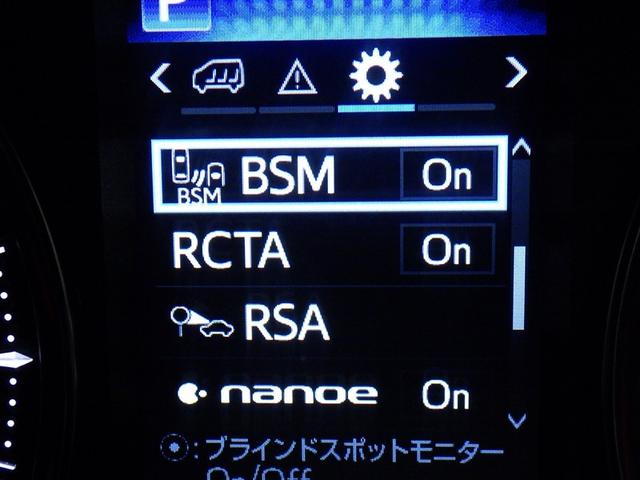 P
BSM
BSM On
RCTA On
RSA
nanoe On
:ブラインドスポットモニター
On/Off